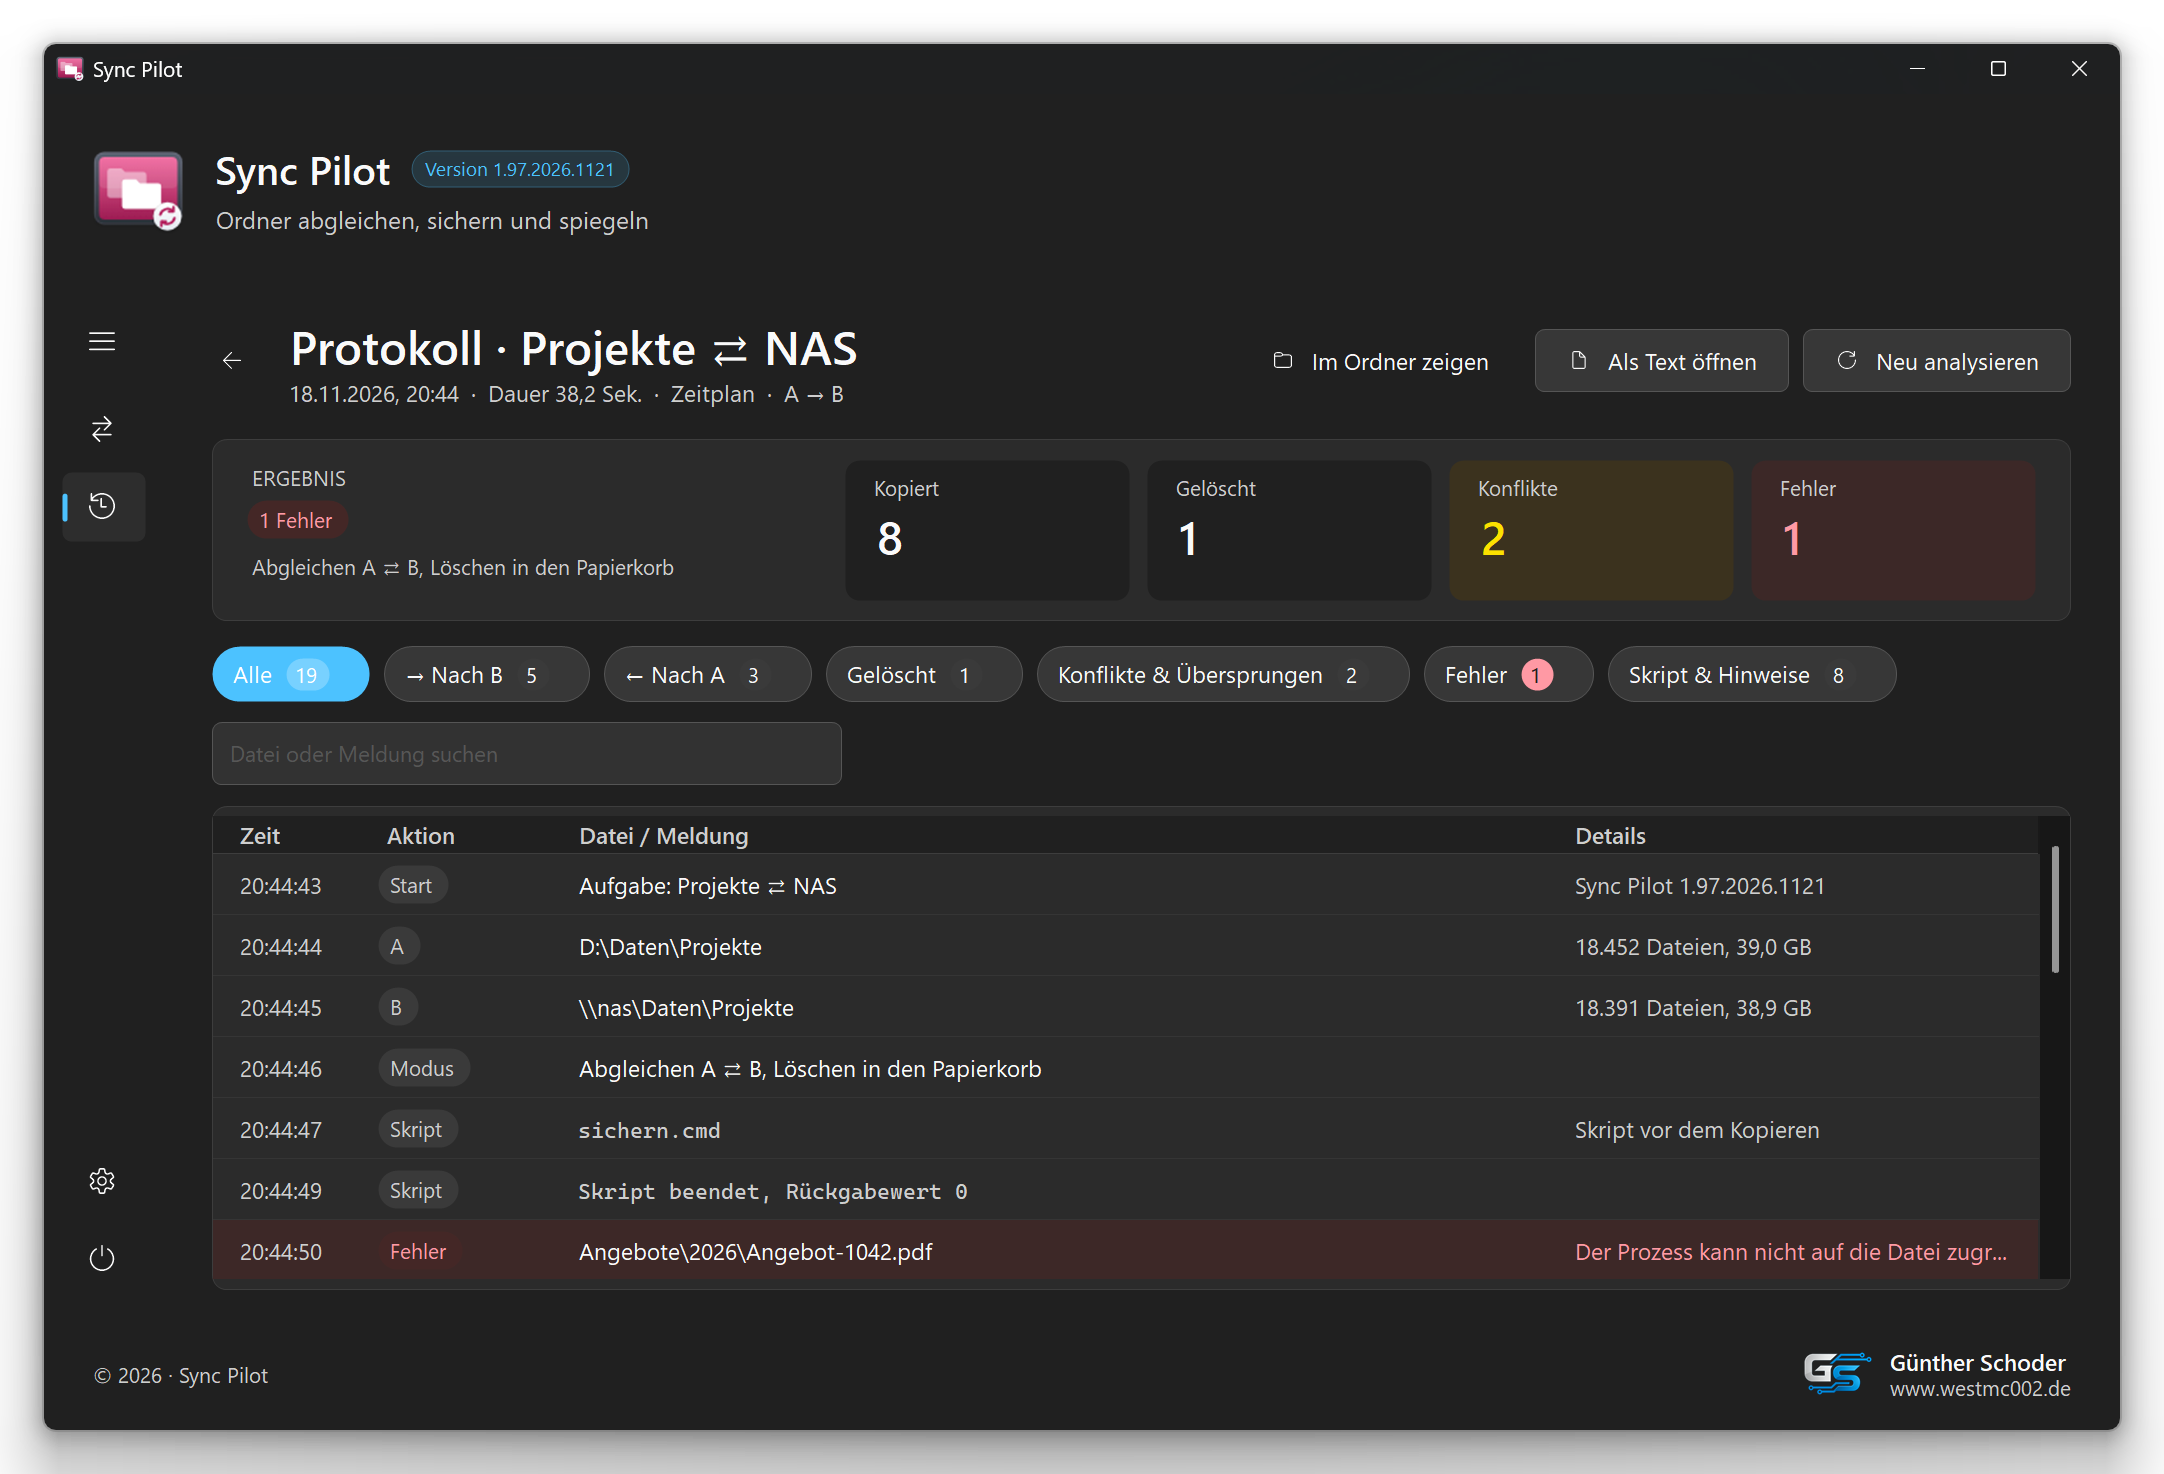 Sync Pilot
Sync Pilot Version 1.97.2026.1121
Ordner abgleichen, sichern und spiegeln
Protokoll · Projekte ⇄ NAS
18.11.2026, 20:44 · Dauer 38,2 Sek. · Zeitplan · A → B
Im Ordner zeigen
Als Text öffnen
Neu analysieren
ERGEBNIS
1 Fehler
Abgleichen A ⇄ B, Löschen in den Papierkorb
Kopiert
8
Gelöscht
1
Konflikte
2
Fehler
1
Alle 19
→ Nach B 5
← Nach A 3
Gelöscht 1
Konflikte & Übersprungen 2
Fehler 1
Skript & Hinweise 8
Datei oder Meldung suchen
Zeit Aktion Datei / Meldung Details
20:44:43 Start Aufgabe: Projekte ⇄ NAS Sync Pilot 1.97.2026.1121
20:44:44 A D:\Daten\Projekte 18.452 Dateien, 39,0 GB
20:44:45 B \\nas\Daten\Projekte 18.391 Dateien, 38,9 GB
20:44:46 Modus Abgleichen A ⇄ B, Löschen in den Papierkorb
20:44:47 Skript sichern.cmd Skript vor dem Kopieren
20:44:49 Skript Skript beendet, Rückgabewert 0
20:44:50 Fehler Angebote\2026\Angebot-1042.pdf Der Prozess kann nicht auf die Datei zugr...
© 2026 · Sync Pilot
GS
Günther Schoder
www.westmc002.de